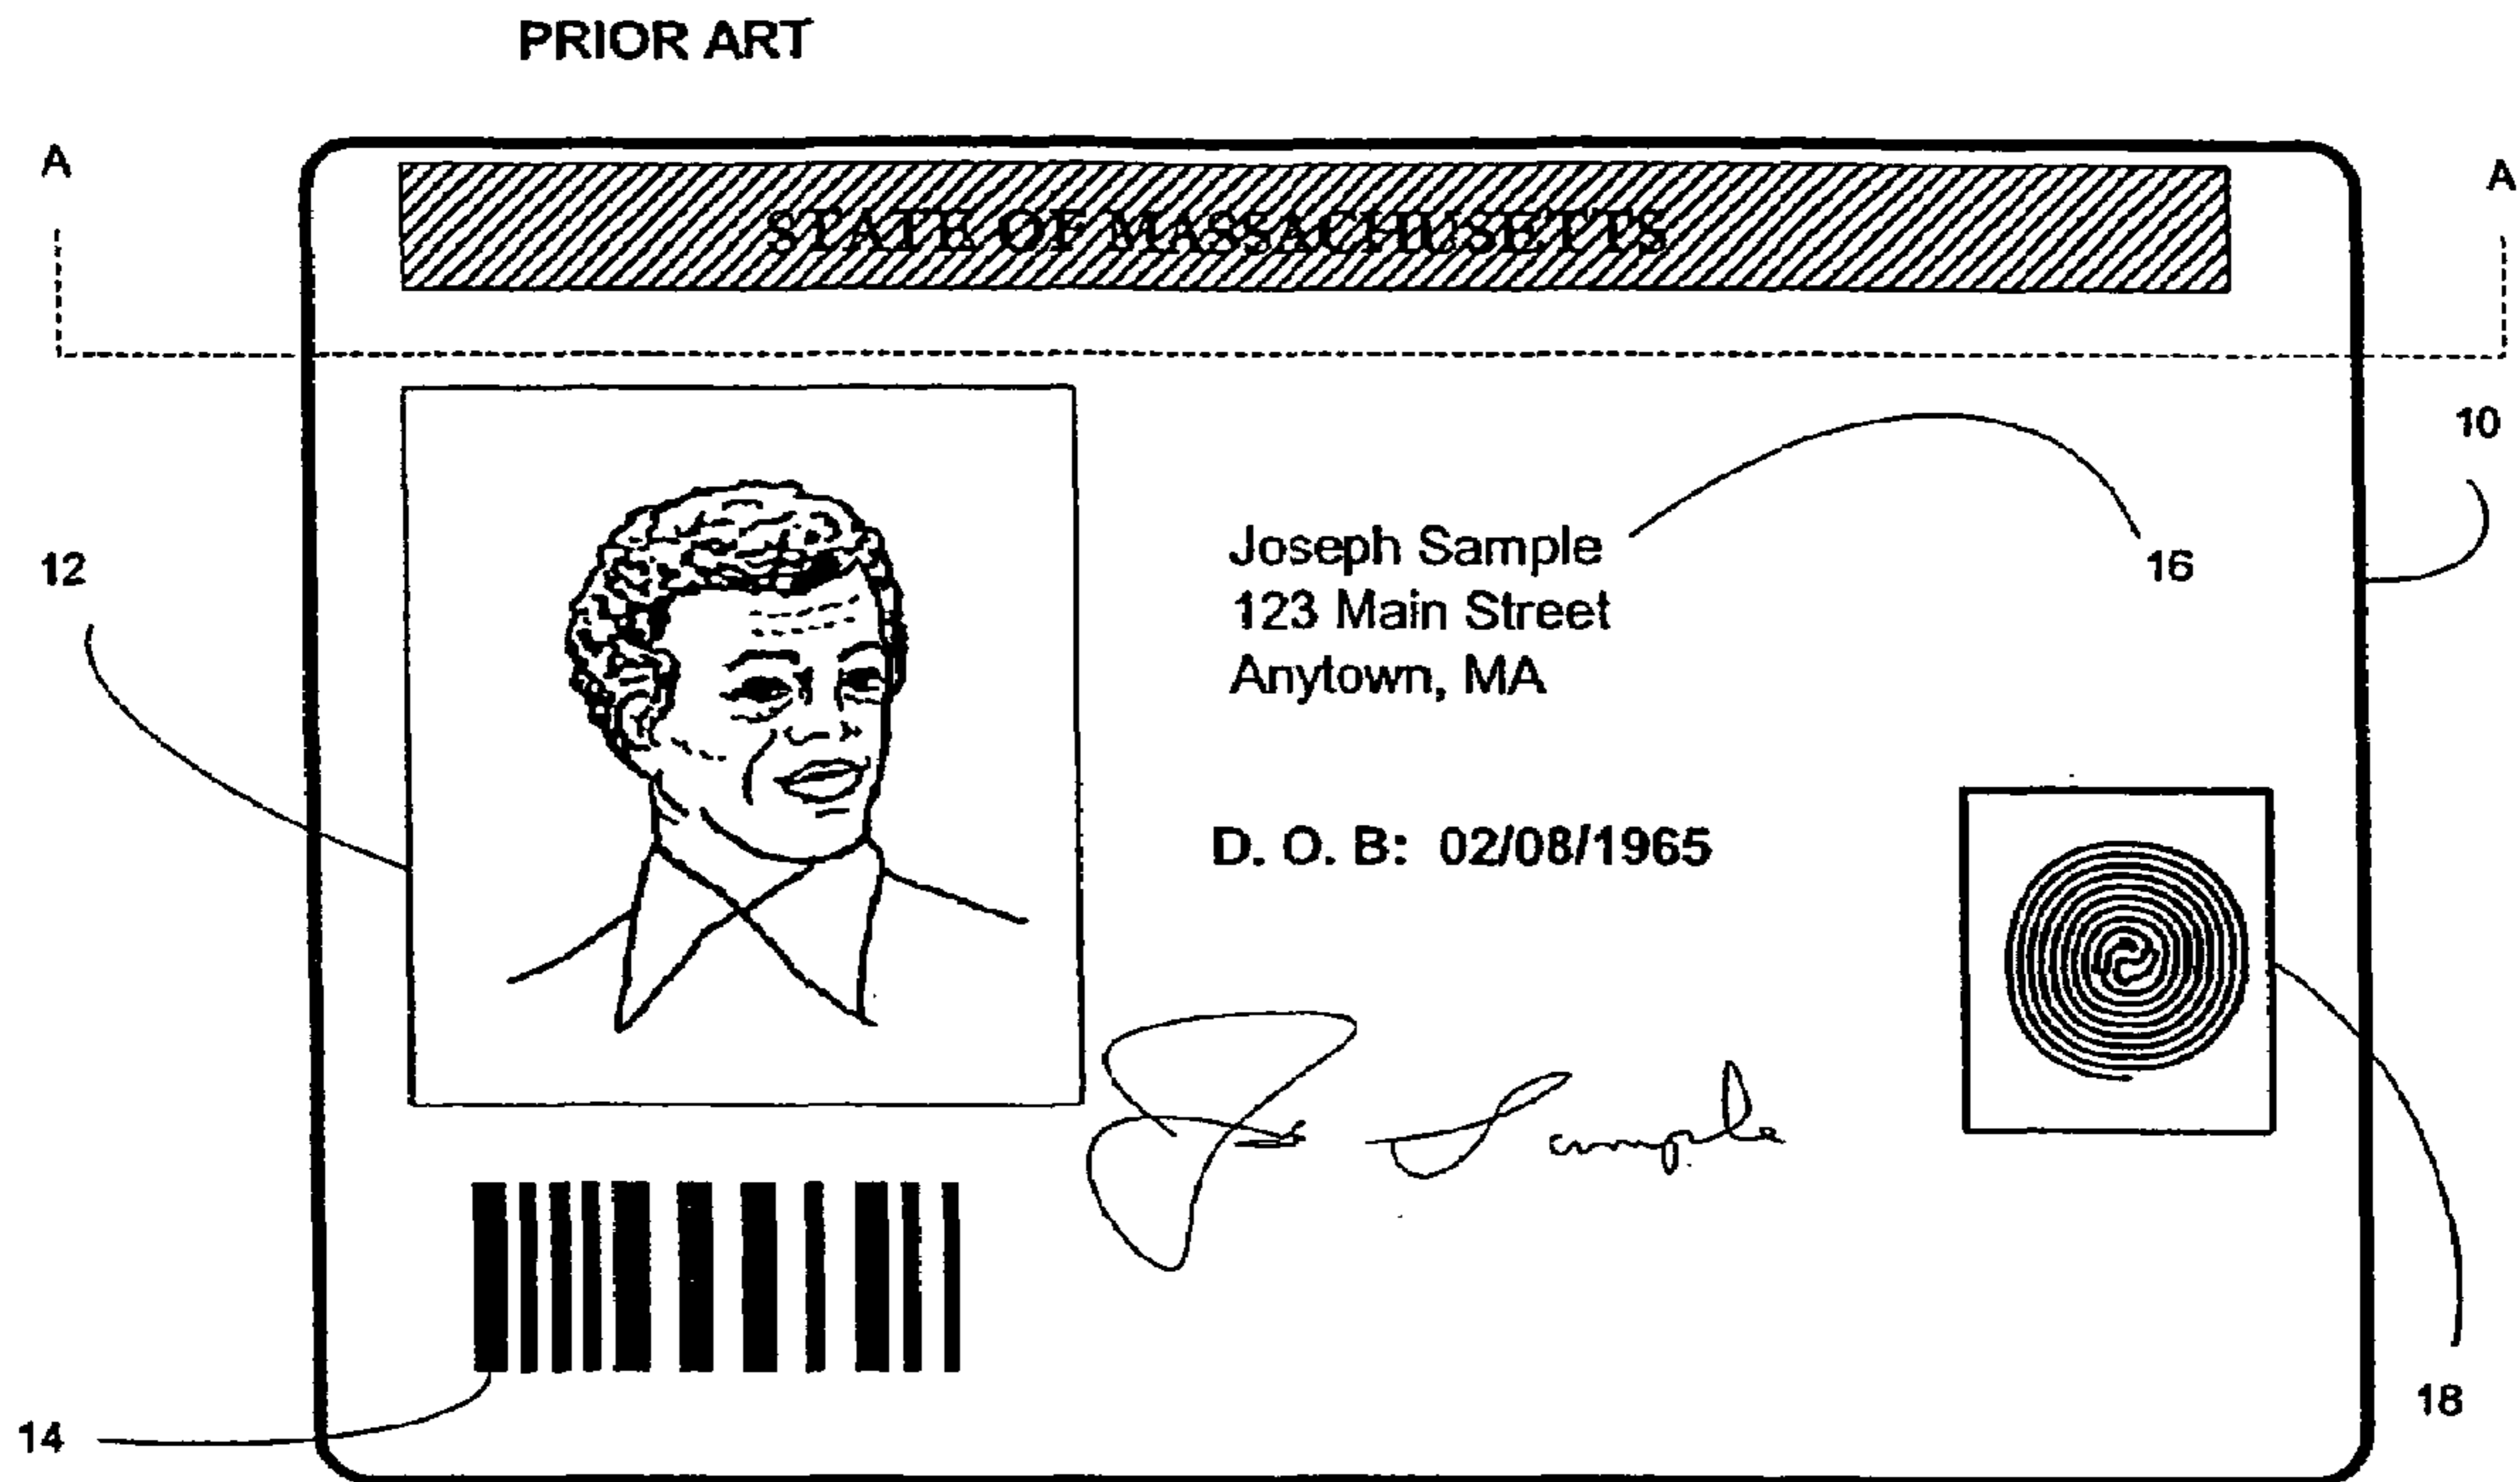 PRIOR ART
A
A
STATE OF MASSACHUSETTS
10
12
Joseph Sample
16
123 Main Street
Anytown, MA
D. O. B: 02/08/1965
Joe Sample
18
14